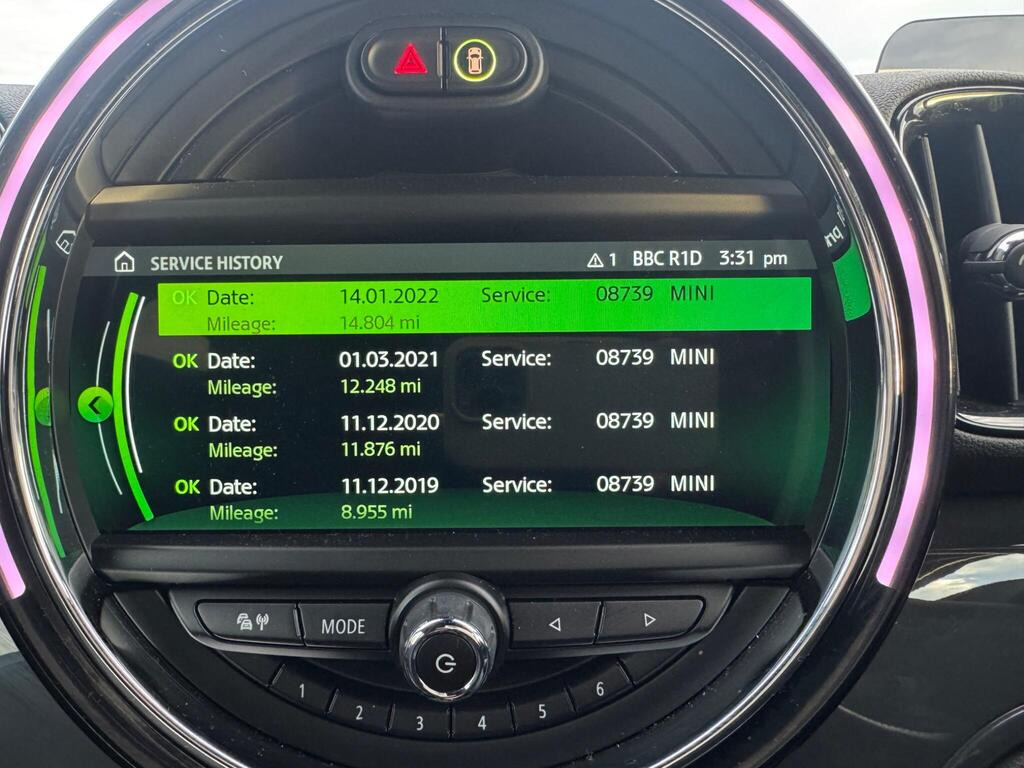 SERVICE HISTORY 1 BBC R1D 3:31 pm
OK Date: 14.01.2022 Service: 08739 MINI
Mileage: 14.804 mi
OK Date: 01.03.2021 Service: 08739 MINI
Mileage: 12.248 mi
OK Date: 11.12.2020 Service: 08739 MINI
Mileage: 11.876 mi
OK Date: 11.12.2019 Service: 08739 MINI
Mileage: 8.955 mi
MODE
1 2 3 4 5 6